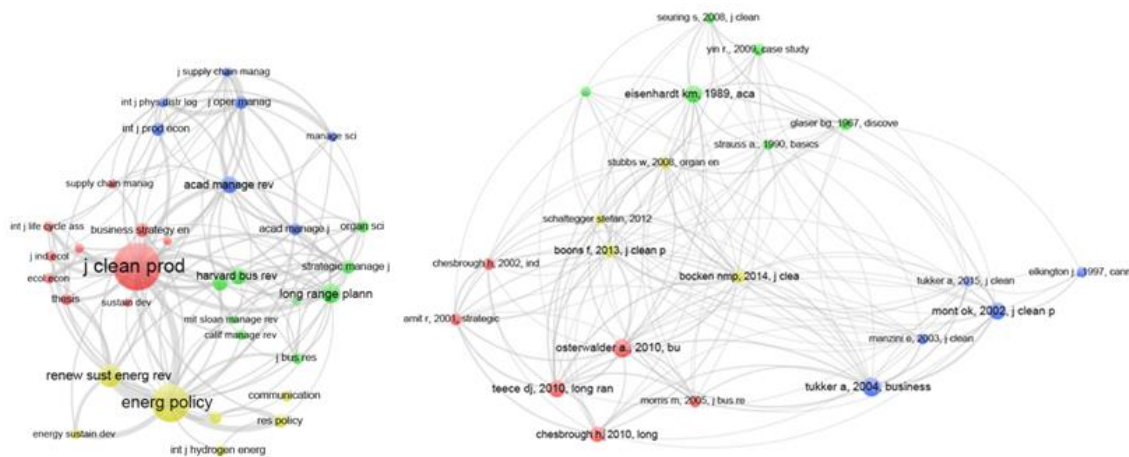 j supply chain manag
int j phys distr log
j oper manag
int j prod econ
manage sci
acad manage rev
supply chain manag
int j life cycle ass
business strategy en
acad manage j
organ sci
j ind ecol
j clean prod
harvard bus rev
strategic manage j
ecol econ
thesis
sustain dev
long range plann
mit sloan manage rev
calif manage rev
j bus res
renew sust energ rev
energ policy
communication
res policy
energy sustain dev
int j hydrogen energ
seuring s, 2008, j clean
yin r., 2009, case study
eisenhardt km, 1989, aca
glaser bg, 1967, discove
strauss a., 1990, basics
stubbs w, 2008, organ en
schaltegger stefan, 2012
boons f, 2013, j clean p
chesbrough h, 2002, ind
bocken nmp, 2014, j clea
tukker a, 2015, j clean
elkington j., 1997, cann
amit r, 2001, strategic
mont ok, 2002, j clean p
manzini e, 2003, j clean
osterwalder a., 2010, bu
teece dj, 2010, long ran
tukker a, 2004, business
morris m, 2005, j bus re
chesbrough h, 2010, long